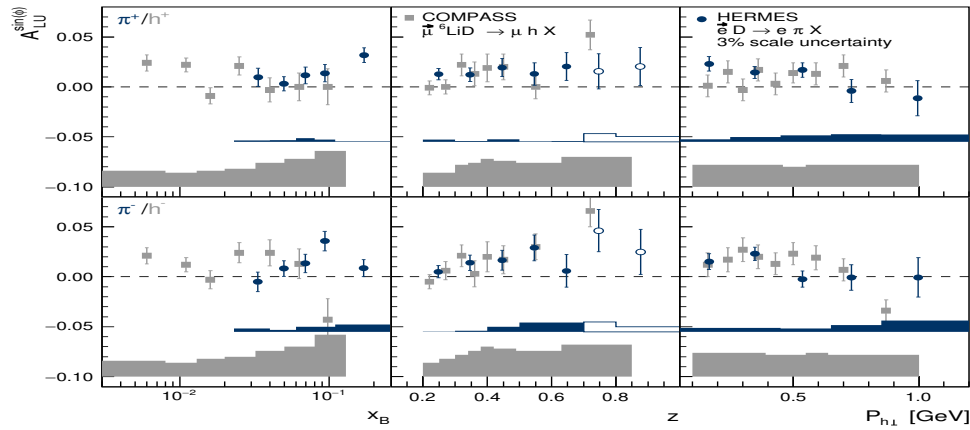 A_LU^sin(ϕ)
π⁺/h⁺
COMPASS
μ ⁶LiD → μ h X
HERMES
e D → e π X
3% scale uncertainty
0.05
0.00
−0.05
−0.10
π⁻/h⁻
0.05
0.00
−0.05
−0.10
10⁻² 10⁻¹ 0.2 0.4 0.6 0.8 0.5 1.0
x_B z P_h⊥ [GeV]